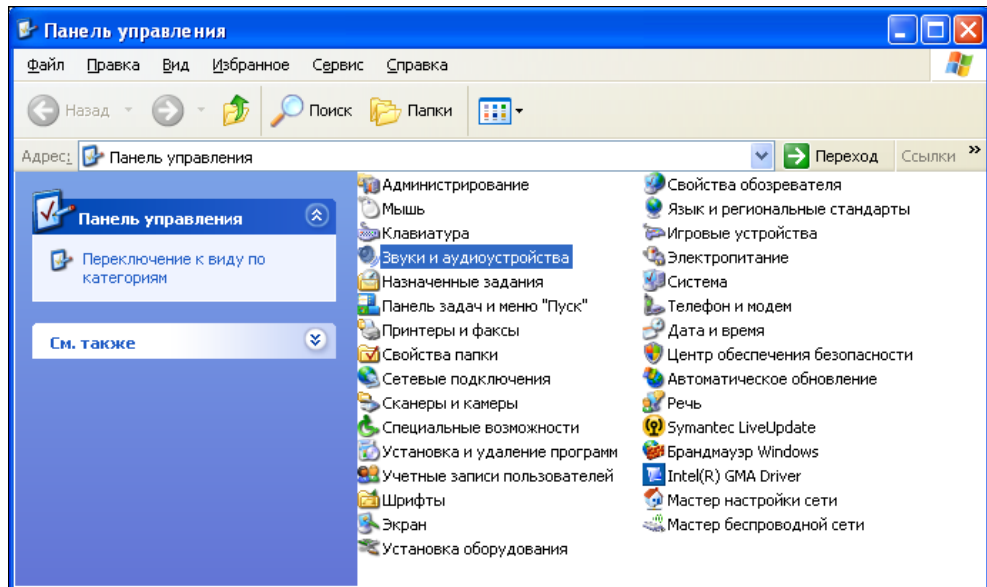 Панель управления
Файл Правка Вид Избранное Сервис Справка
Назад Поиск Папки
Адрес: Панель управления Переход Ссылки »
Панель управления
Переключение к виду по
категориям
См. также
Администрирование
Мышь
Клавиатура
Звуки и аудиоустройства
Назначенные задания
Панель задач и меню "Пуск"
Принтеры и факсы
Свойства папки
Сетевые подключения
Сканеры и камеры
Специальные возможности
Установка и удаление программ
Учетные записи пользователей
Шрифты
Экран
Установка оборудования
Свойства обозревателя
Язык и региональные стандарты
Игровые устройства
Электропитание
Система
Телефон и модем
Дата и время
Центр обеспечения безопасности
Автоматическое обновление
Речь
Symantec LiveUpdate
Брандмауэр Windows
Intel(R) GMA Driver
Мастер настройки сети
Мастер беспроводной сети